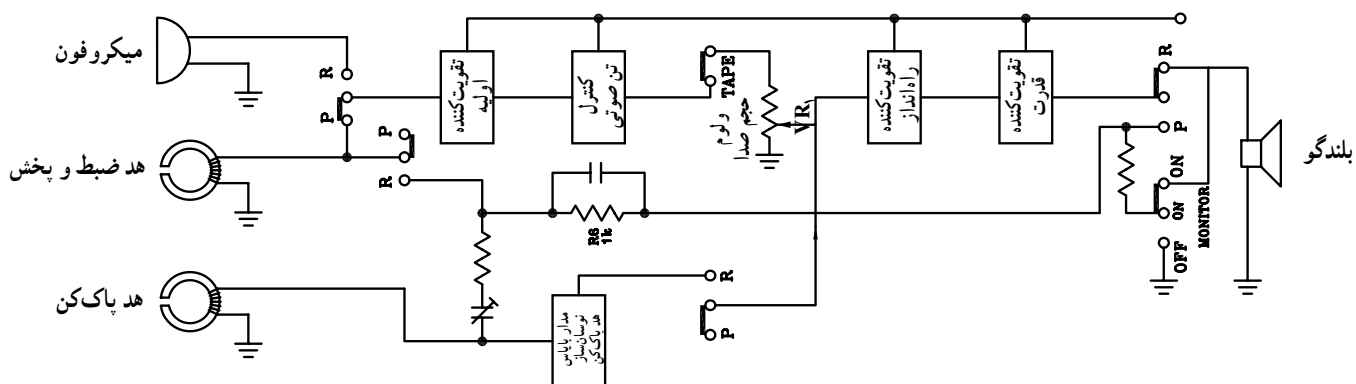 میکروفون
هد ضبط و پخش
هد پاک‌کن
R
P
P
R
تقویت‌کننده
اولیه
کنترل
تن صوتی
TAPE
ولوم
حجم صدا
VR₁
تقویت‌کننده
راه‌انداز
تقویت‌کننده
قدرت
R
P
ON
ON
OFF
MONITOR
بلندگو
R6
1k
مدار بایاس
نوسان‌ساز
هد پاک‌کن
R
P